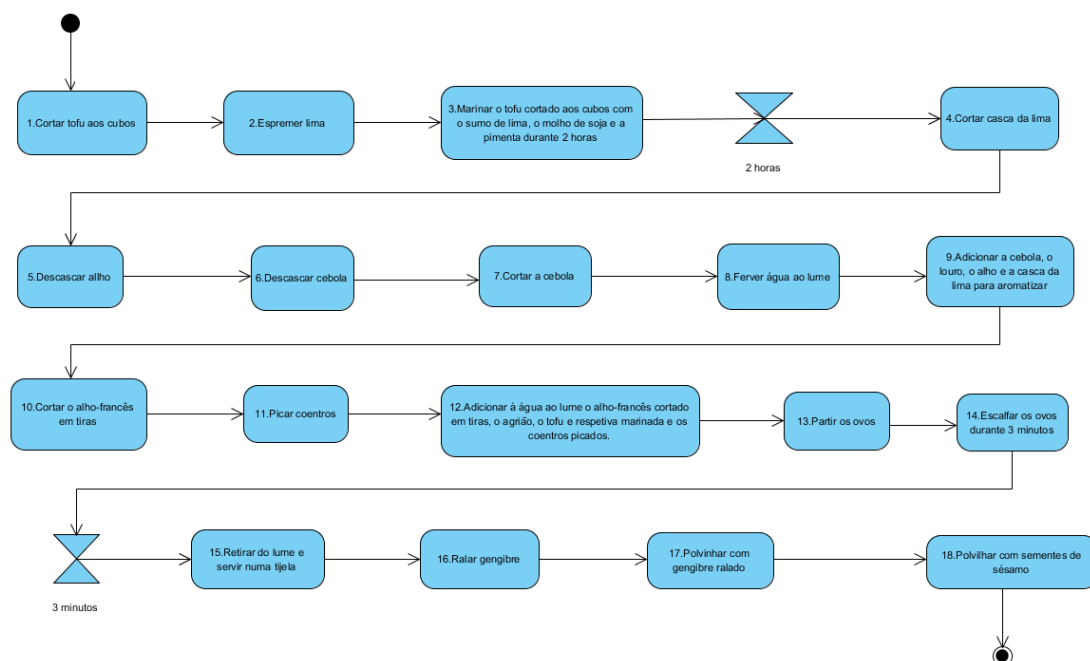 1.Cortar tofu aos cubos
2.Espremer lima
3.Marinar o tofu cortado aos cubos com
o sumo de lima, o molho de soja e a
pimenta durante 2 horas
2 horas
4.Cortar casca da lima
5.Descascar allho
6.Descascar cebola
7.Cortar a cebola
8.Ferver água ao lume
9.Adicionar a cebola, o
louro, o alho e a casca da
lima para aromatizar
10.Cortar o alho-francês
em tiras
11.Picar coentros
12.Adicionar à água ao lume o alho-francês cortado
em tiras, o agrião, o tofu e respetiva marinada e os
coentros picados.
13.Partir os ovos
14.Escalfar os ovos
durante 3 minutos
3 minutos
15.Retirar do lume e
servir numa tijela
16.Ralar gengibre
17.Polvinhar com
gengibre ralado
18.Polvilhar com sementes de
sésamo